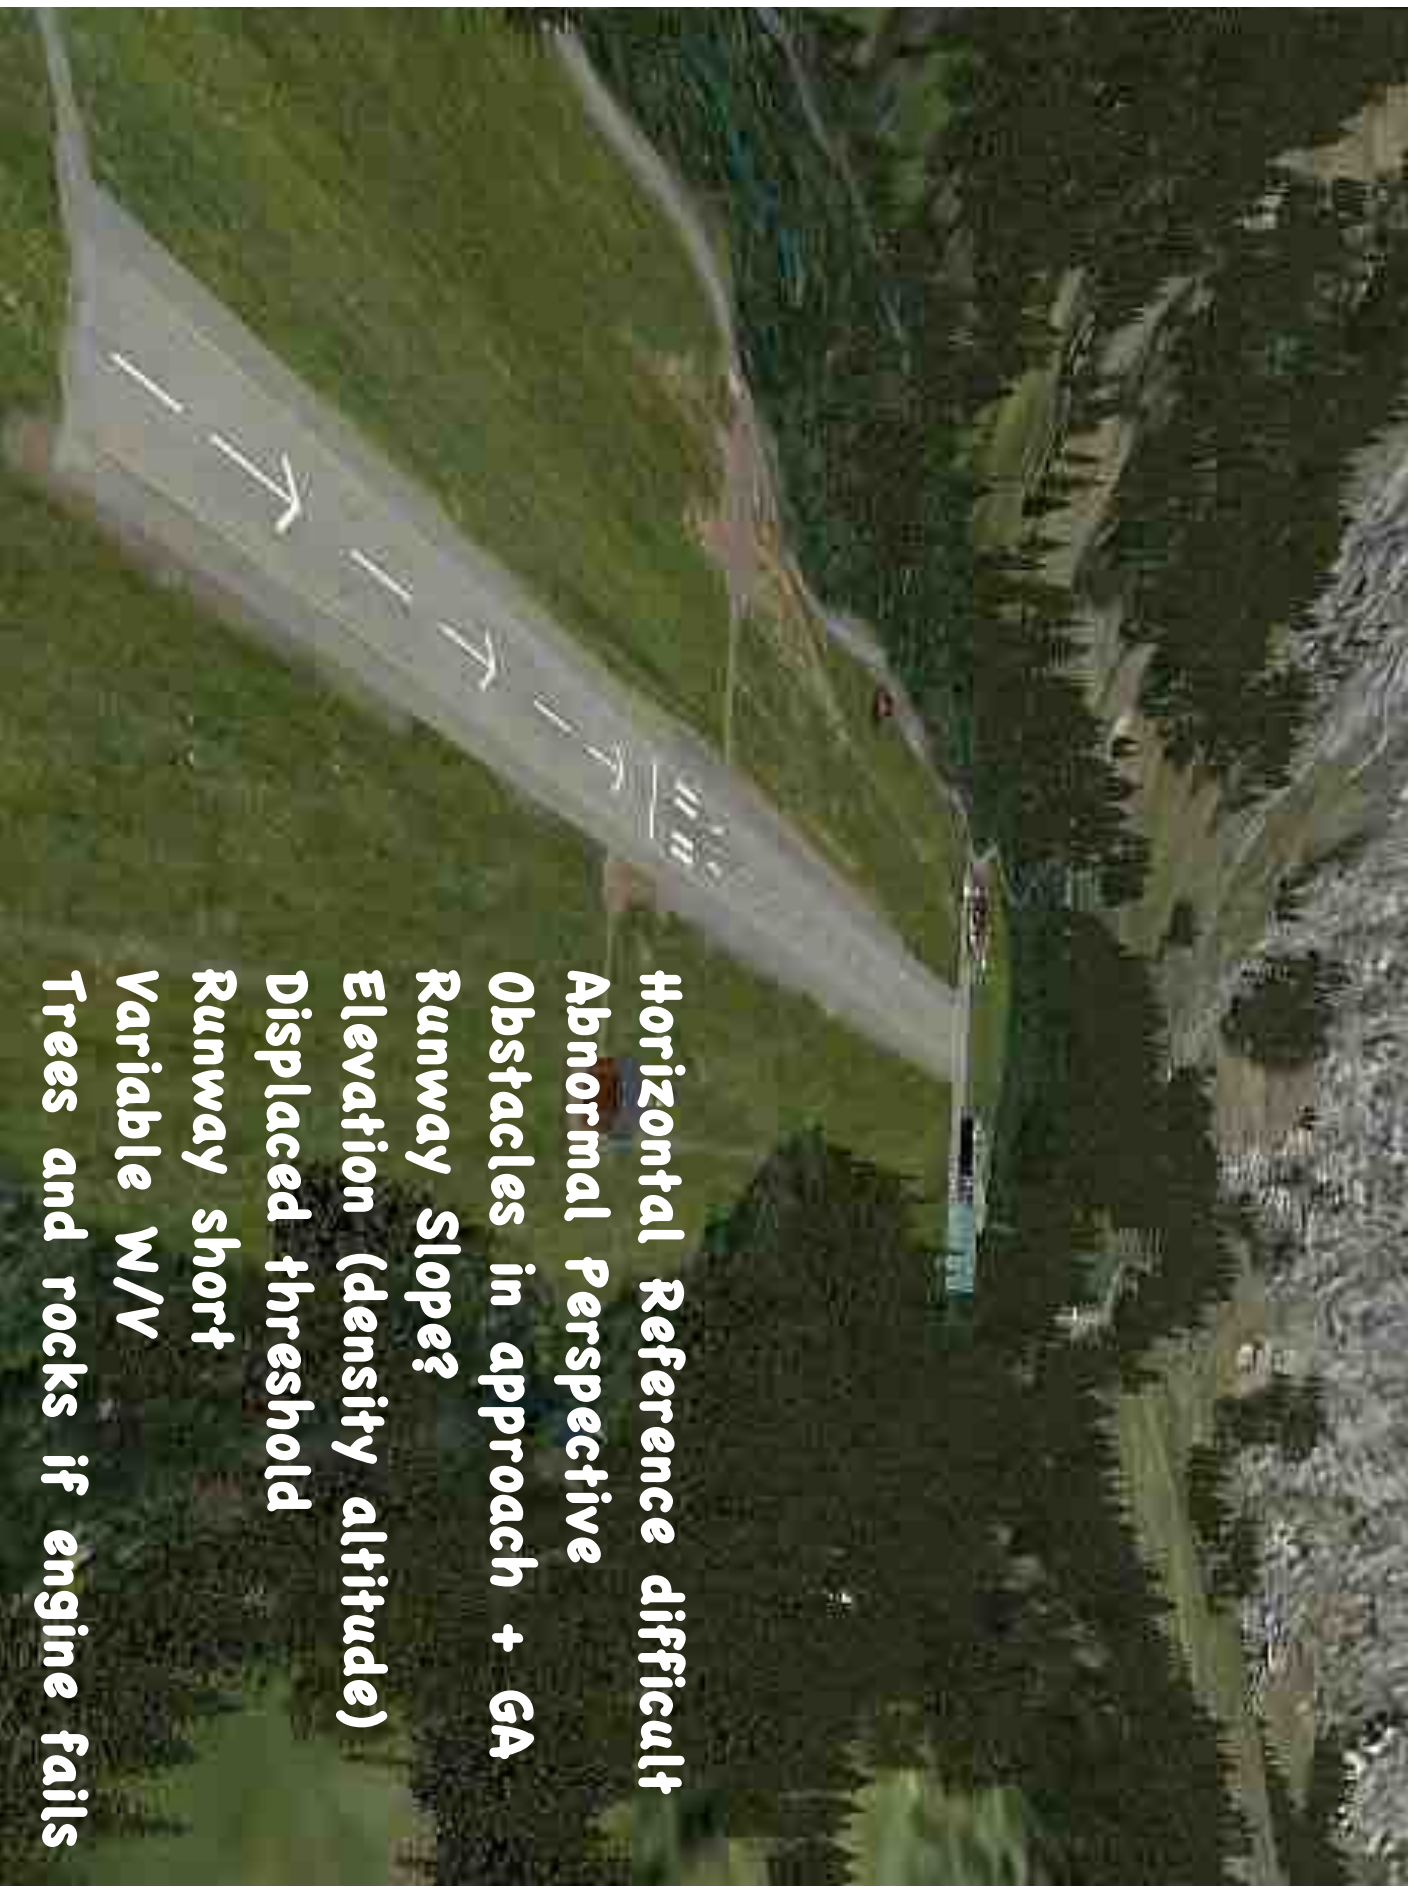 Horizontal Reference difficult
Abnormal Perspective
Obstacles in approach + GA
Runway Slope?
Elevation (density altitude)
Displaced threshold
Runway short
Variable W/V
Trees and rocks if engine fails